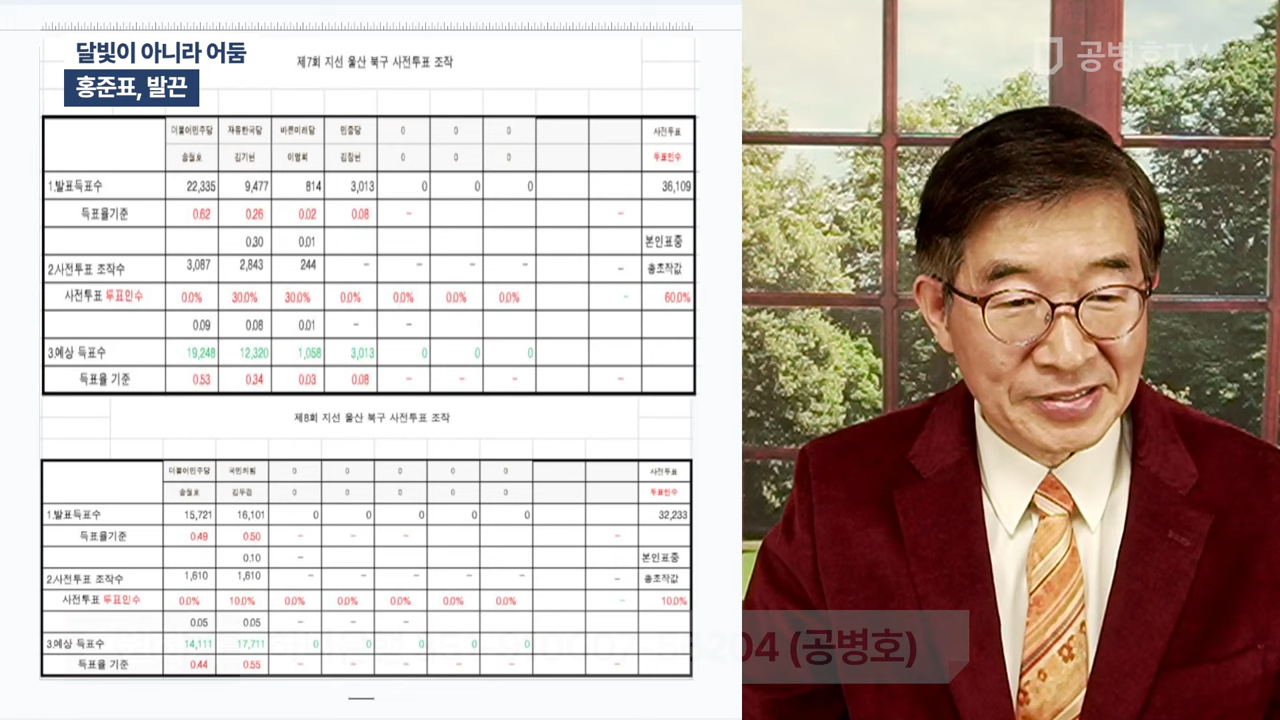 달빛이 아니라 어둠
홍준표, 발끈
공병호TV
제7회 지선 울산 북구 사전투표 조작
더불어민주당 자유한국당 바른미래당 민중당 0 0 0 사전투표
송철호 김기현 이영희 김창현 0 0 0 투표인수
1.발표득표수 22,335 9,477 814 3,013 0 0 0 36,109
득표율기준 0.62 0.26 0.02 0.08 - -
0.30 0.01 본인표중
2.사전투표 조작수 3,087 2,843 244 - - - - - 총조작값
사전투표 투표인수 0.0% 30.0% 30.0% 0.0% 0.0% 0.0% 0.0% - 60.0%
0.09 0.08 0.01 - -
3.예상 득표수 19,248 12,320 1,058 3,013 0 0 0
득표율 기준 0.53 0.34 0.03 0.08 - - - -
제8회 지선 울산 북구 사전투표 조작
더불어민주당 국민의힘 0 0 0 0 0 사전투표
송철호 김두겸 0 0 0 0 0 투표인수
1.발표득표수 15,721 16,101 0 0 0 0 0 32,233
득표율기준 0.49 0.50 - - - -
0.10 - 본인표중
2.사전투표 조작수 1,610 1,610 - - - - - - 총조작값
사전투표 투표인수 0.0% 10.0% 0.0% 0.0% 0.0% 0.0% 0.0% - 10.0%
0.05 0.05 - - -
3.예상 득표수 14,111 17,711 0 0 0 0 0
득표율 기준 0.44 0.55 - - - - - -
204 (공병호)